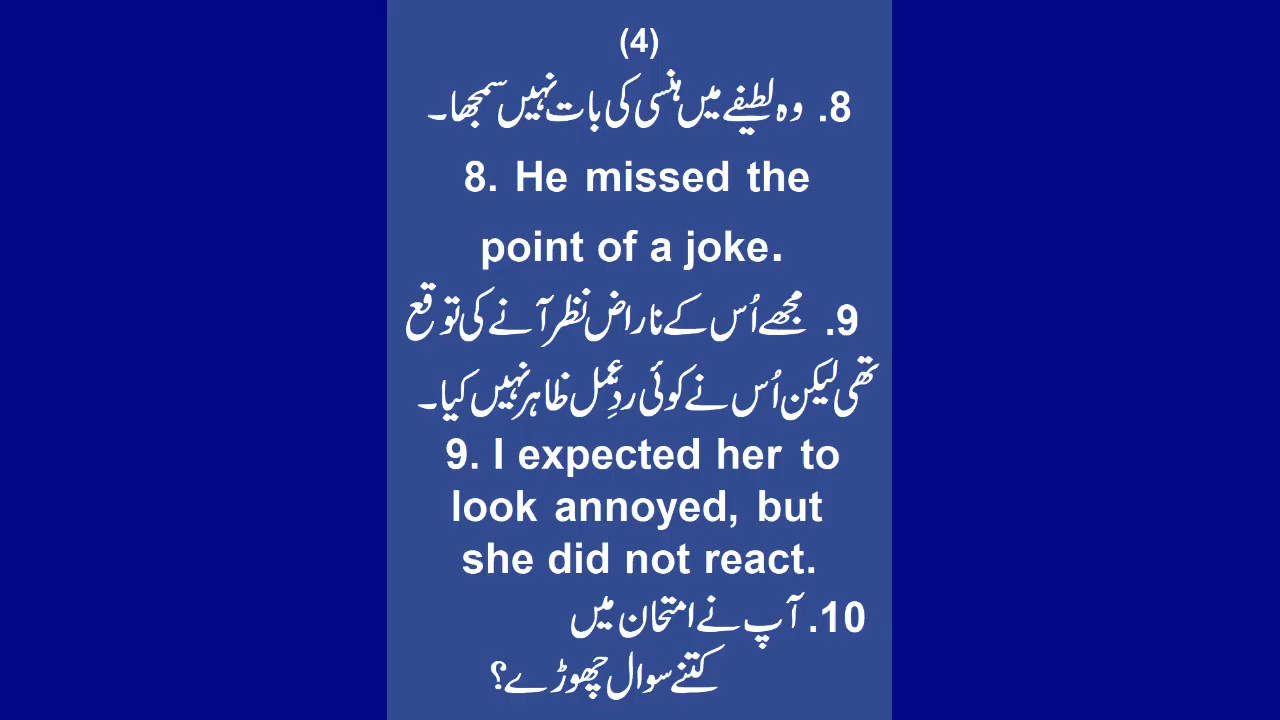 (4)
8. وہ لطیفے میں ہنسی کی بات نہیں سمجھا۔
8. He missed the
point of a joke.
9. مجھے اُس کے ناراض نظر آنے کی توقع
تھی لیکن اُس نے کوئی ردِعمل ظاہر نہیں کیا۔
9. I expected her to
look annoyed, but
she did not react.
10. آپ نے امتحان میں
کتنے سوال چھوڑے؟